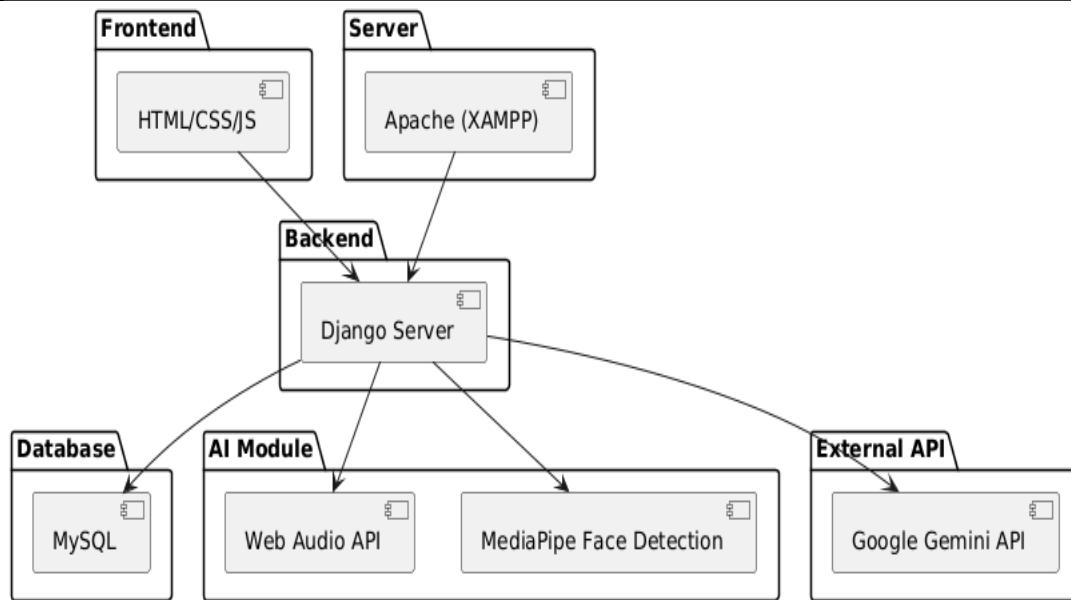 Frontend
Server
HTML/CSS/JS
Apache (XAMPP)
Backend
Django Server
Database
AI Module
External API
MySQL
Web Audio API
MediaPipe Face Detection
Google Gemini API